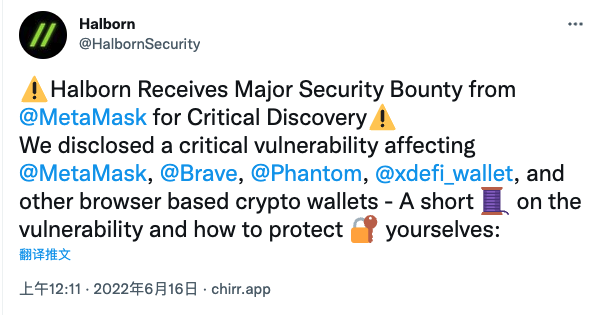 Halborn
@HalbornSecurity
⚠️Halborn Receives Major Security Bounty from
@MetaMask for Critical Discovery⚠️
We disclosed a critical vulnerability affecting
@MetaMask, @Brave, @Phantom, @xdefi_wallet, and
other browser based crypto wallets - A short 🧵 on the
vulnerability and how to protect 🔐 yourselves:
翻译推文
上午12:11 · 2022年6月16日 · chirr.app